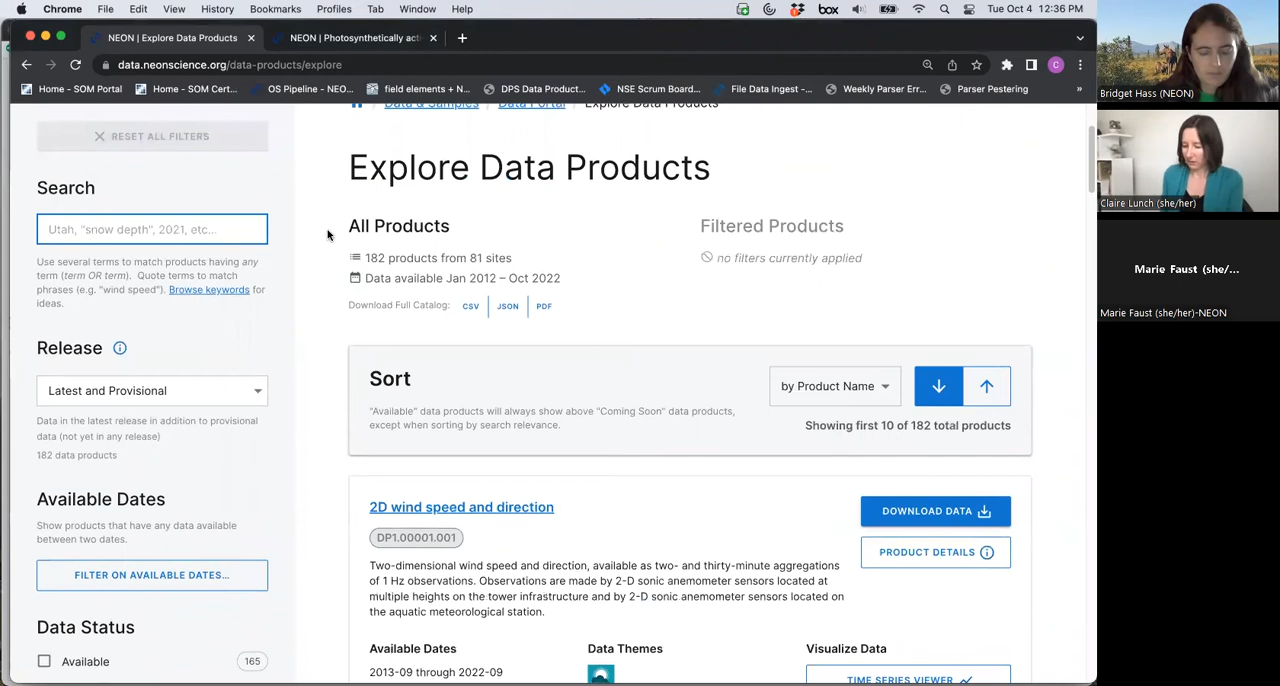 Chrome File Edit View History Bookmarks Profiles Tab Window Help box Tue Oct 4 12:36 PM
NEON | Explore Data Products NEON | Photosynthetically acti
data.neonscience.org/data-products/explore
Home - SOM Portal Home - SOM Cert... OS Pipeline - NEO... field elements + N... DPS Data Product... NSE Scrum Board... File Data Ingest -... Weekly Parser Err... Parser Pestering »
Data & Samples Data Portal Explore Data Products
RESET ALL FILTERS
Search
Utah, "snow depth", 2021, etc...
Use several terms to match products having any
term (term OR term). Quote terms to match
phrases (e.g. "wind speed"). Browse keywords for
ideas.
Release
Latest and Provisional
Data in the latest release in addition to provisional
data (not yet in any release)
182 data products
Available Dates
Show products that have any data available
between two dates.
FILTER ON AVAILABLE DATES...
Data Status
Available 165
Explore Data Products
All Products
182 products from 81 sites
Data available Jan 2012 – Oct 2022
Download Full Catalog: CSV JSON PDF
Filtered Products
no filters currently applied
Sort
"Available" data products will always show above "Coming Soon" data products,
except when sorting by search relevance.
by Product Name
Showing first 10 of 182 total products
2D wind speed and direction
DP1.00001.001
Two-dimensional wind speed and direction, available as two- and thirty-minute aggregations
of 1 Hz observations. Observations are made by 2-D sonic anemometer sensors located at
multiple heights on the tower infrastructure and by 2-D sonic anemometer sensors located on
the aquatic meteorological station.
DOWNLOAD DATA
PRODUCT DETAILS
Available Dates
2013-09 through 2022-09
Data Themes
Visualize Data
TIME SERIES VIEWER
Bridget Hass (NEON)
Claire Lunch (she/her)
Marie Faust (she/...
Marie Faust (she/her)-NEON